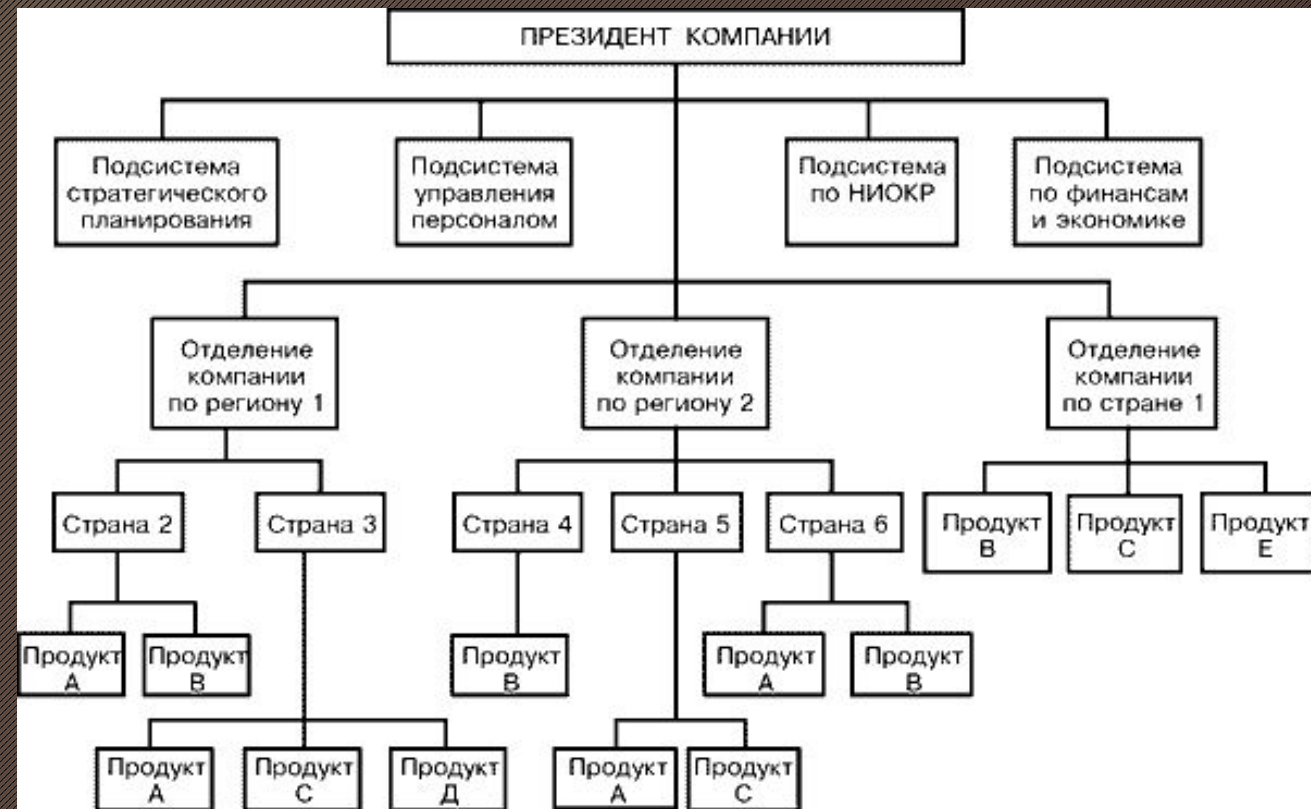 ПРЕЗИДЕНТ КОМПАНИИ
Подсистема
стратегического
планирования
Подсистема
управления
персоналом
Подсистема
по НИОКР
Подсистема
по финансам
и экономике
Отделение
компании
по региону 1
Отделение
компании
по региону 2
Отделение
компании
по стране 1
Страна 2
Страна 3
Страна 4
Страна 5
Страна 6
Продукт
В
Продукт
С
Продукт
Е
Продукт
А
Продукт
В
Продукт
В
Продукт
А
Продукт
В
Продукт
А
Продукт
С
Продукт
Д
Продукт
А
Продукт
С